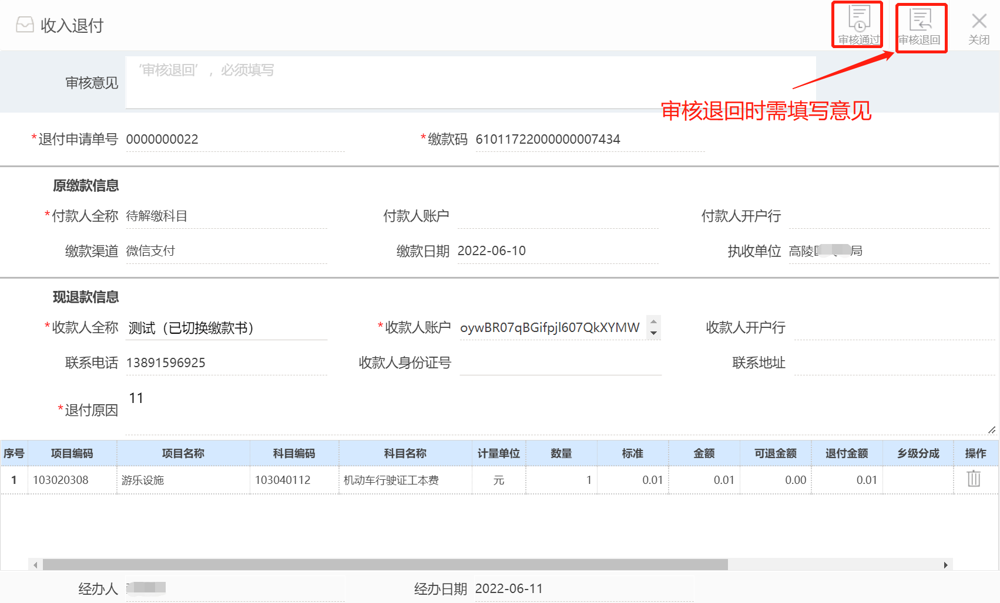 收入退付
审核通过 审核退回 关闭
审核意见 ‘审核退回’，必须填写
审核退回时需填写意见
*退付申请单号 0000000022 *缴款码 61011722000000007434
原缴款信息
*付款人全称 待解缴科目 付款人账户 付款人开户行
缴款渠道 微信支付 缴款日期 2022-06-10 执收单位 高陵区 局
现退款信息
*收款人全称 测试（已切换缴款书） *收款人账户 oywBR07qBGifpjl607QkXYMW 收款人开户行
联系电话 13891596925 收款人身份证号 联系地址
*退付原因 11
序号 项目编码 项目名称 科目编码 科目名称 计量单位 数量 标准 金额 可退金额 退付金额 乡级分成 操作
1 103020308 游乐设施 103040112 机动车行驶证工本费 元 1 0.01 0.01 0.00 0.01
经办人 经办日期 2022-06-11